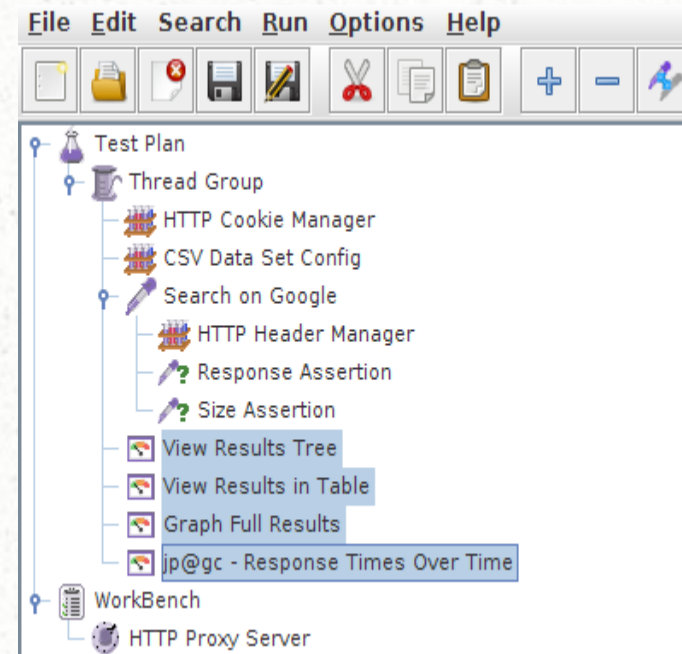 File Edit Search Run Options Help
Test Plan
Thread Group
HTTP Cookie Manager
CSV Data Set Config
Search on Google
HTTP Header Manager
Response Assertion
Size Assertion
View Results Tree
View Results in Table
Graph Full Results
jp@gc - Response Times Over Time
WorkBench
HTTP Proxy Server